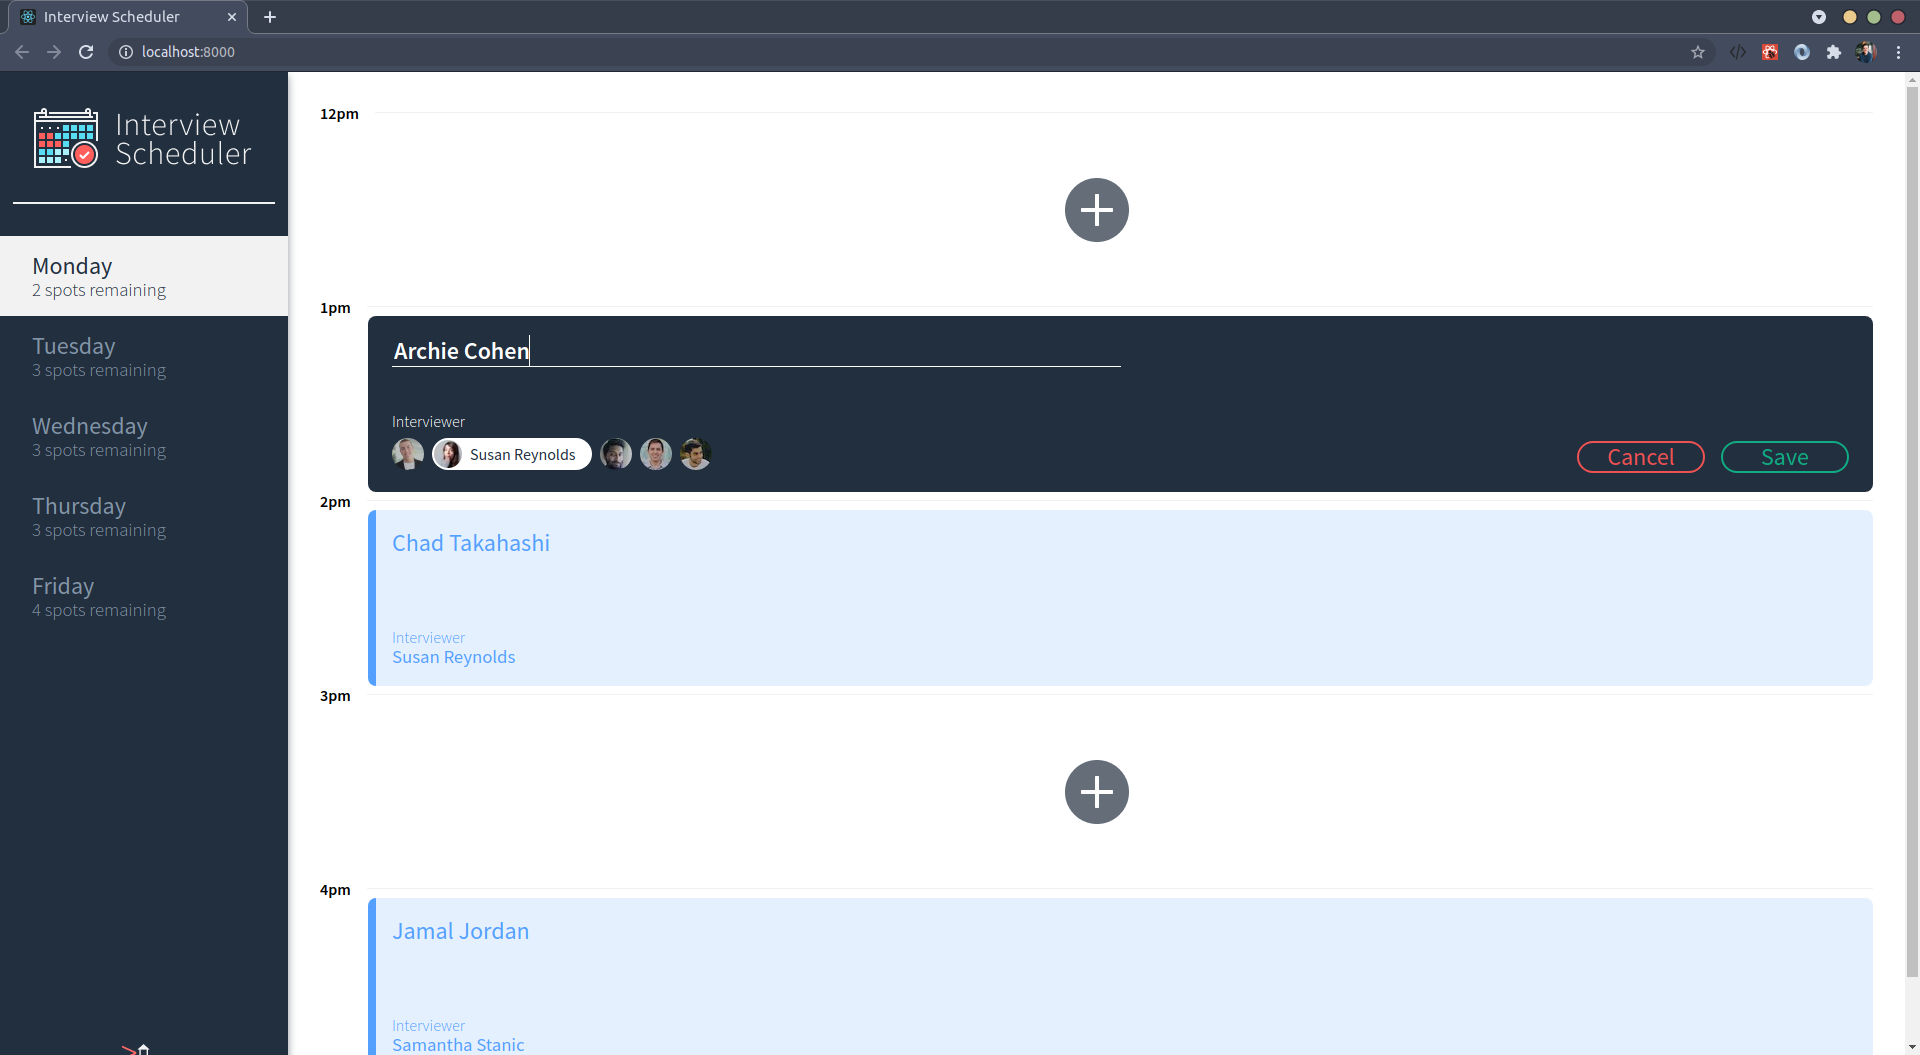 Interview Scheduler
localhost:8000
Interview
Scheduler
Monday
2 spots remaining
Tuesday
3 spots remaining
Wednesday
3 spots remaining
Thursday
3 spots remaining
Friday
4 spots remaining
12pm
1pm
Archie Cohen
Interviewer
Susan Reynolds
Cancel
Save
2pm
Chad Takahashi
Interviewer
Susan Reynolds
3pm
4pm
Jamal Jordan
Interviewer
Samantha Stanic